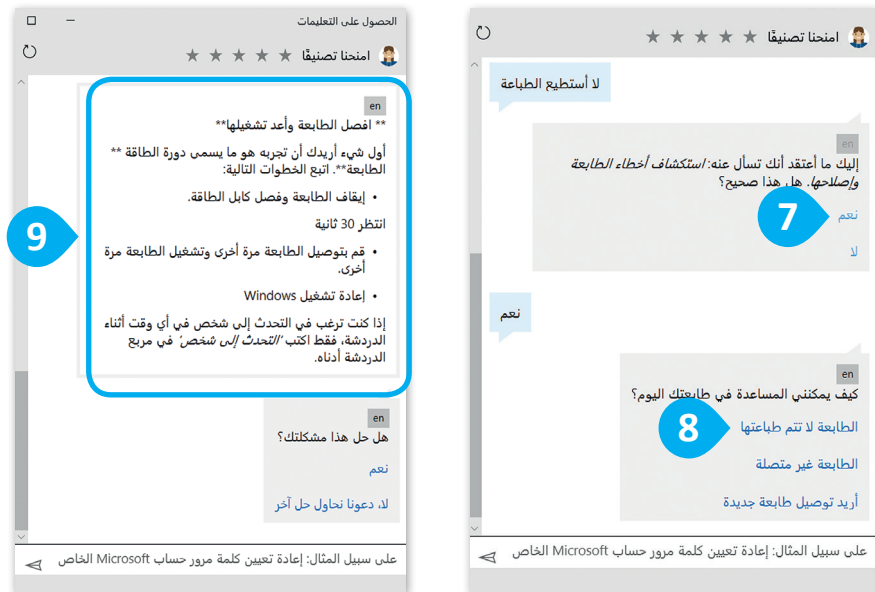 امنحنا تصنيفًا
لا أستطيع الطباعة
en
إليك ما أعتقد أنك تسأل عنه: استكشاف أخطاء الطابعة
وإصلاحها. هل هذا صحيح؟
نعم
7
لا
نعم
en
كيف يمكنني المساعدة في طابعتك اليوم؟
الطابعة لا تتم طباعتها
8
الطابعة غير متصلة
أريد توصيل طابعة جديدة
على سبيل المثال: إعادة تعيين كلمة مرور حساب Microsoft الخاص
الحصول على التعليمات
امنحنا تصنيفًا
en
** افصل الطابعة وأعد تشغيلها**
أول شيء أريدك أن تجربه هو ما يسمى دورة الطاقة **
الطابعة**. اتبع الخطوات التالية:
• إيقاف الطابعة وفصل كابل الطاقة.
انتظر 30 ثانية
• قم بتوصيل الطابعة مرة أخرى وتشغيل الطابعة مرة
أخرى.
• إعادة تشغيل Windows
إذا كنت ترغب في التحدث إلى شخص في أي وقت أثناء
الدردشة، فقط اكتب "التحدث إلى شخص" في مربع
الدردشة أدناه.
9
en
هل حل هذا مشكلتك؟
نعم
لا، دعونا نحاول حل آخر
على سبيل المثال: إعادة تعيين كلمة مرور حساب Microsoft الخاص